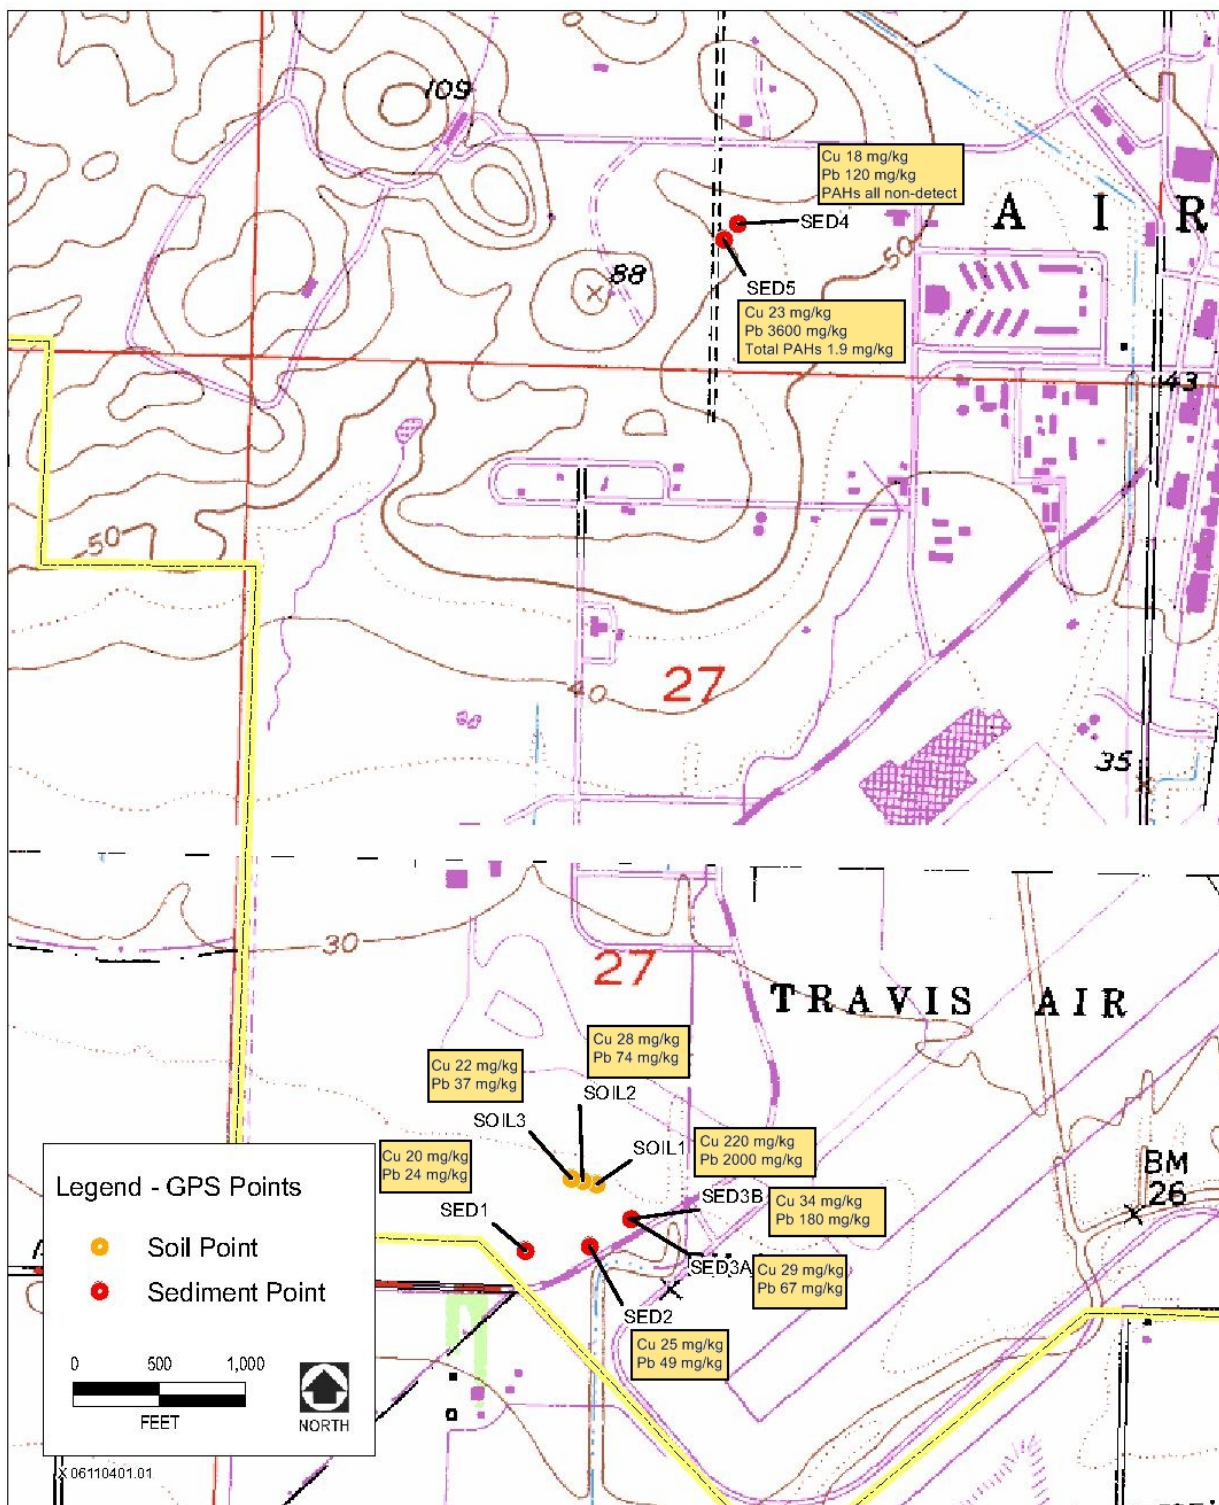 0
50
109
Cu 18 mg/kg
Pb 120 mg/kg
PAHs all non-detect
SED4
A I R
50
88
SED5
Cu 23 mg/kg
Pb 3600 mg/kg
Total PAHs 1.9 mg/kg
43
50
40
27
35
30
27
TRAVIS AIR
Cu 28 mg/kg
Pb 74 mg/kg
Cu 22 mg/kg
Pb 37 mg/kg
SOIL2
SOIL3
SOIL1
Cu 220 mg/kg
Pb 2000 mg/kg
Cu 20 mg/kg
Pb 24 mg/kg
BM
26
SED3B
Cu 34 mg/kg
Pb 180 mg/kg
SED1
SED3A
Cu 29 mg/kg
Pb 67 mg/kg
SED2
Cu 25 mg/kg
Pb 49 mg/kg
Legend - GPS Points
Soil Point
Sediment Point
0 500 1,000
FEET
NORTH
X 06110401.01